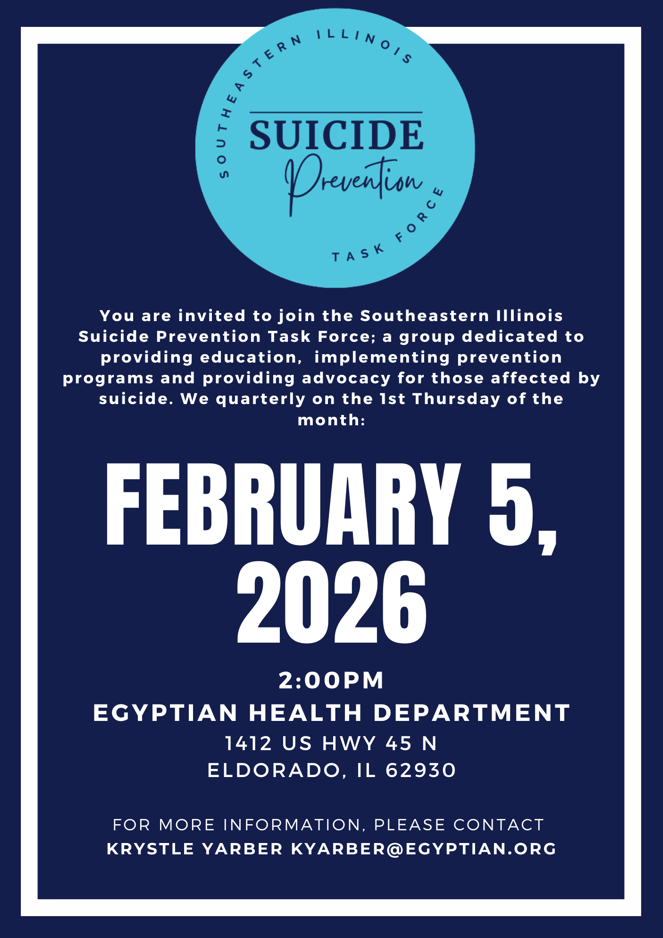 SOUTHEASTERN ILLINOIS
SUICIDE
Prevention
TASK FORCE
You are invited to join the Southeastern Illinois
Suicide Prevention Task Force; a group dedicated to
providing education,  implementing prevention
programs and providing advocacy for those affected by
suicide. We quarterly on the 1st Thursday of the
month:
FEBRUARY 5,
2026
2:00PM
EGYPTIAN HEALTH DEPARTMENT
1412 US HWY 45 N
ELDORADO, IL 62930
FOR MORE INFORMATION, PLEASE CONTACT
KRYSTLE YARBER KYARBER@EGYPTIAN.ORG